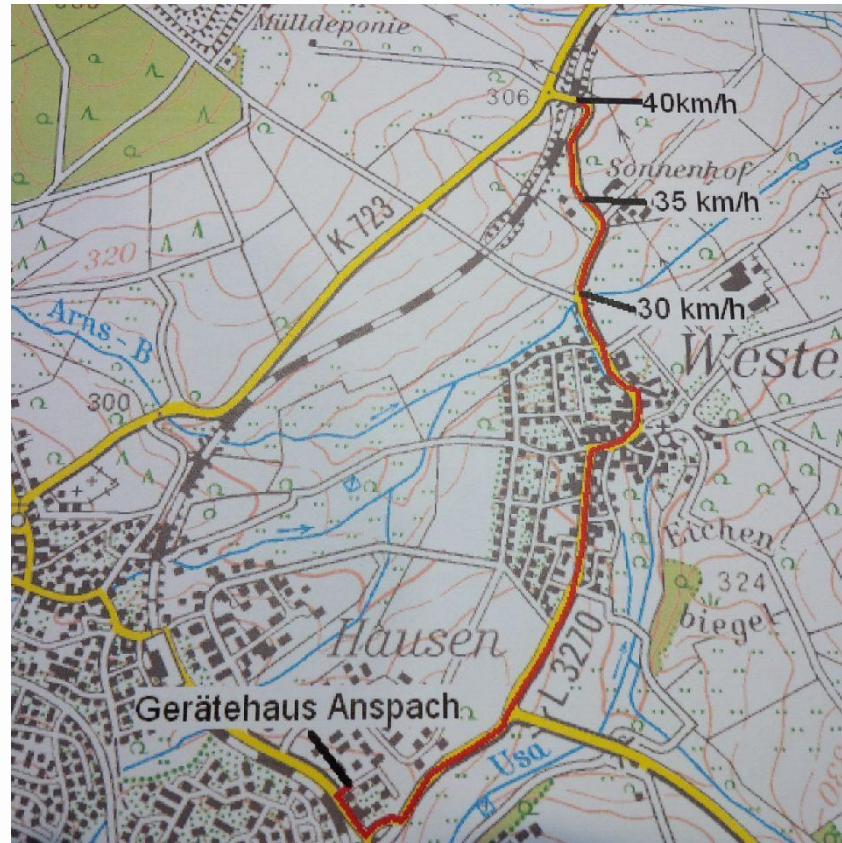 Mülldeponie
306
40km/h
Sonnenhof
35 km/h
K 723
320
30 km/h
Arns-B
Weste
300
Eichen
324
biegel
Hausen
L 3270
Gerätehaus Anspach
Usa